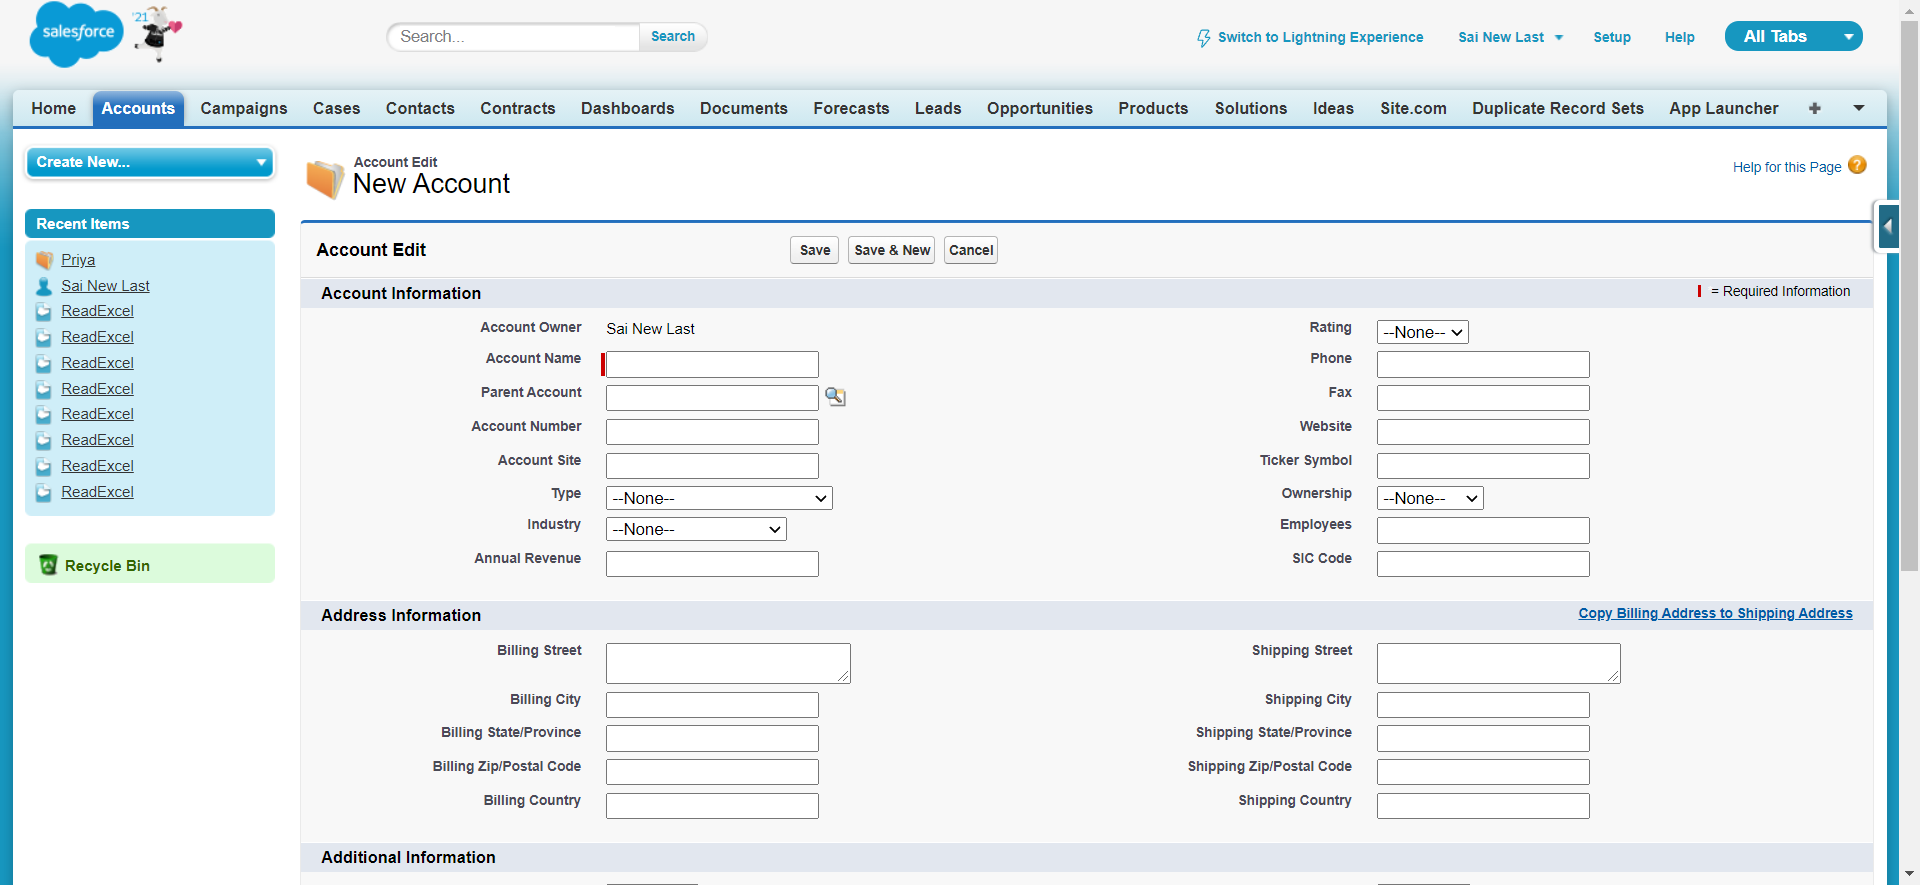 salesforce
'21
Search...
Search
Switch to Lightning Experience
Sai New Last
Setup
Help
All Tabs
Home
Accounts
Campaigns
Cases
Contacts
Contracts
Dashboards
Documents
Forecasts
Leads
Opportunities
Products
Solutions
Ideas
Site.com
Duplicate Record Sets
App Launcher
+
Create New...
Recent Items
Priya
Sai New Last
ReadExcel
ReadExcel
ReadExcel
ReadExcel
ReadExcel
ReadExcel
ReadExcel
ReadExcel
Recycle Bin
Account Edit
New Account
Help for this Page
?
Account Edit
Save
Save & New
Cancel
Account Information
= Required Information
Account Owner
Sai New Last
Rating
--None--
Account Name
Phone
Parent Account
Fax
Account Number
Website
Account Site
Ticker Symbol
Type
--None--
Ownership
--None--
Industry
--None--
Employees
Annual Revenue
SIC Code
Address Information
Copy Billing Address to Shipping Address
Billing Street
Shipping Street
Billing City
Shipping City
Billing State/Province
Shipping State/Province
Billing Zip/Postal Code
Shipping Zip/Postal Code
Billing Country
Shipping Country
Additional Information